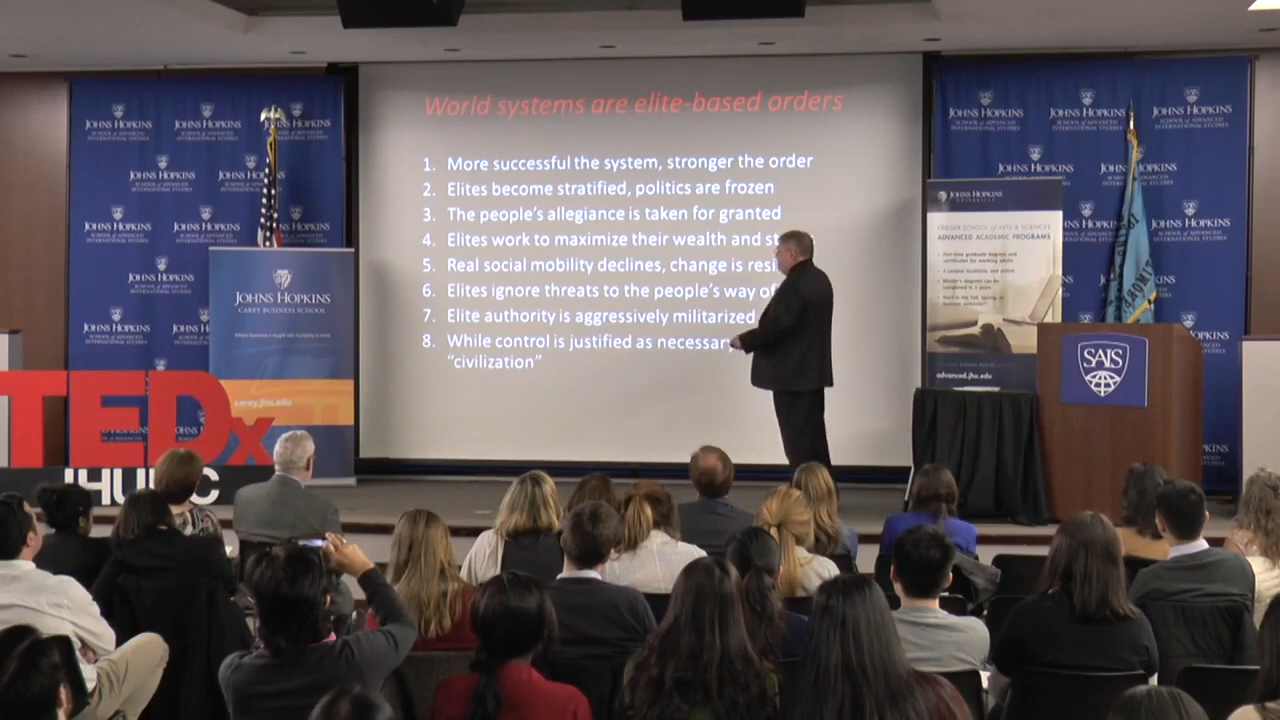 World systems are elite-based orders
1. More successful the system, stronger the order
2. Elites become stratified, politics are frozen
3. The people's allegiance is taken for granted
4. Elites work to maximize their wealth and st
5. Real social mobility declines, change is resi
6. Elites ignore threats to the people's way of
7. Elite authority is aggressively militarized
8. While control is justified as necessary
"civilization"
JOHNS HOPKINS
SCHOOL of ADVANCED
INTERNATIONAL STUDIES
JOHNS HOPKINS
CAREY BUSINESS SCHOOL
carey.jhu.edu
TEDx
JOHNS HOPKINS
UNIVERSITY
KRIEGER SCHOOL of ARTS & SCIENCES
ADVANCED ACADEMIC PROGRAMS
advanced.jhu.edu
SAIS